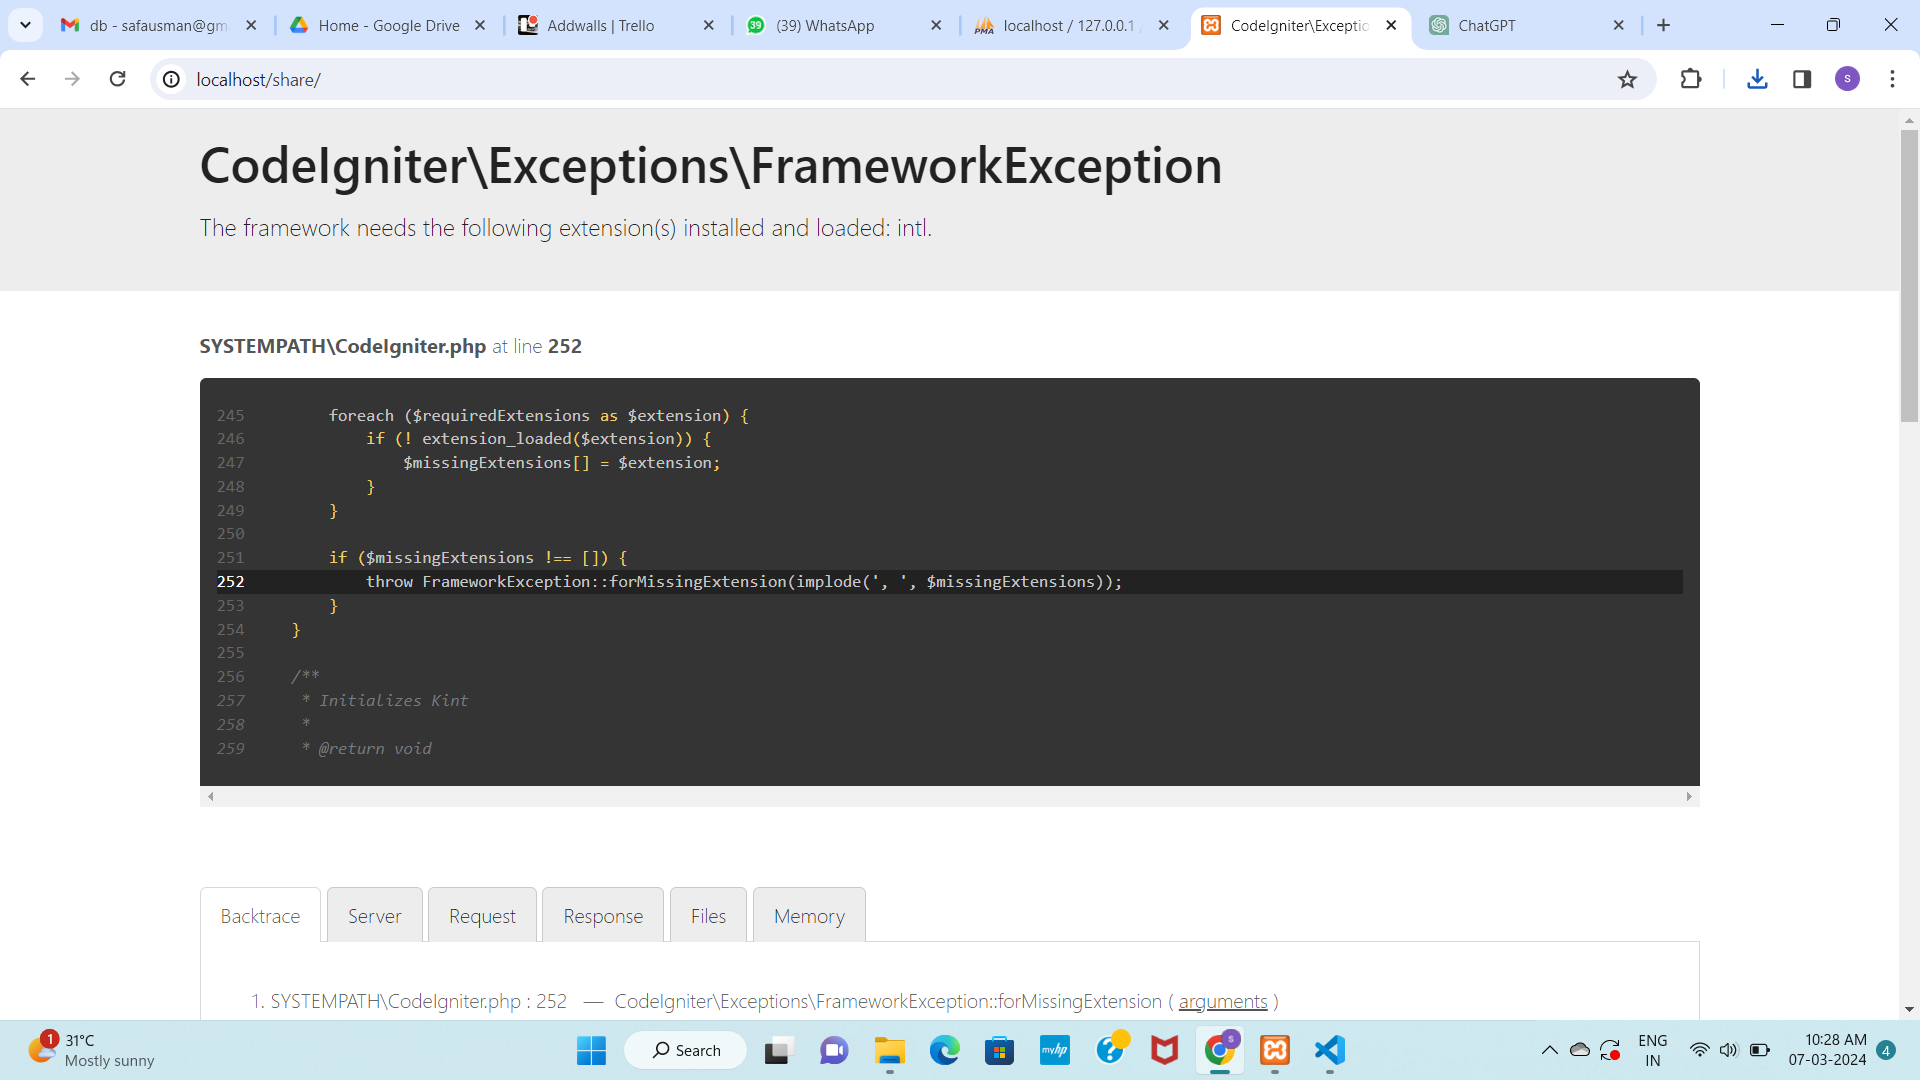 db - safausman@gm
Home - Google Drive
Addwalls | Trello
(39) WhatsApp
localhost / 127.0.0.1 /
CodeIgniter\Exceptio
ChatGPT
localhost/share/
S
CodeIgniter\Exceptions\FrameworkException
The framework needs the following extension(s) installed and loaded: intl.
SYSTEMPATH\CodeIgniter.php at line 252
245 foreach ($requiredExtensions as $extension) {
246 if (! extension_loaded($extension)) {
247 $missingExtensions[] = $extension;
248 }
249 }
250
251 if ($missingExtensions !== []) {
252 throw FrameworkException::forMissingExtension(implode(', ', $missingExtensions));
253 }
254 }
255
256 /**
257 * Initializes Kint
258 *
259 * @return void
Backtrace
Server
Request
Response
Files
Memory
1. SYSTEMPATH\CodeIgniter.php : 252 — CodeIgniter\Exceptions\FrameworkException::forMissingExtension ( arguments )
1
31°C
Mostly sunny
Search
myhp
S
ENG
IN
10:28 AM
07-03-2024
4